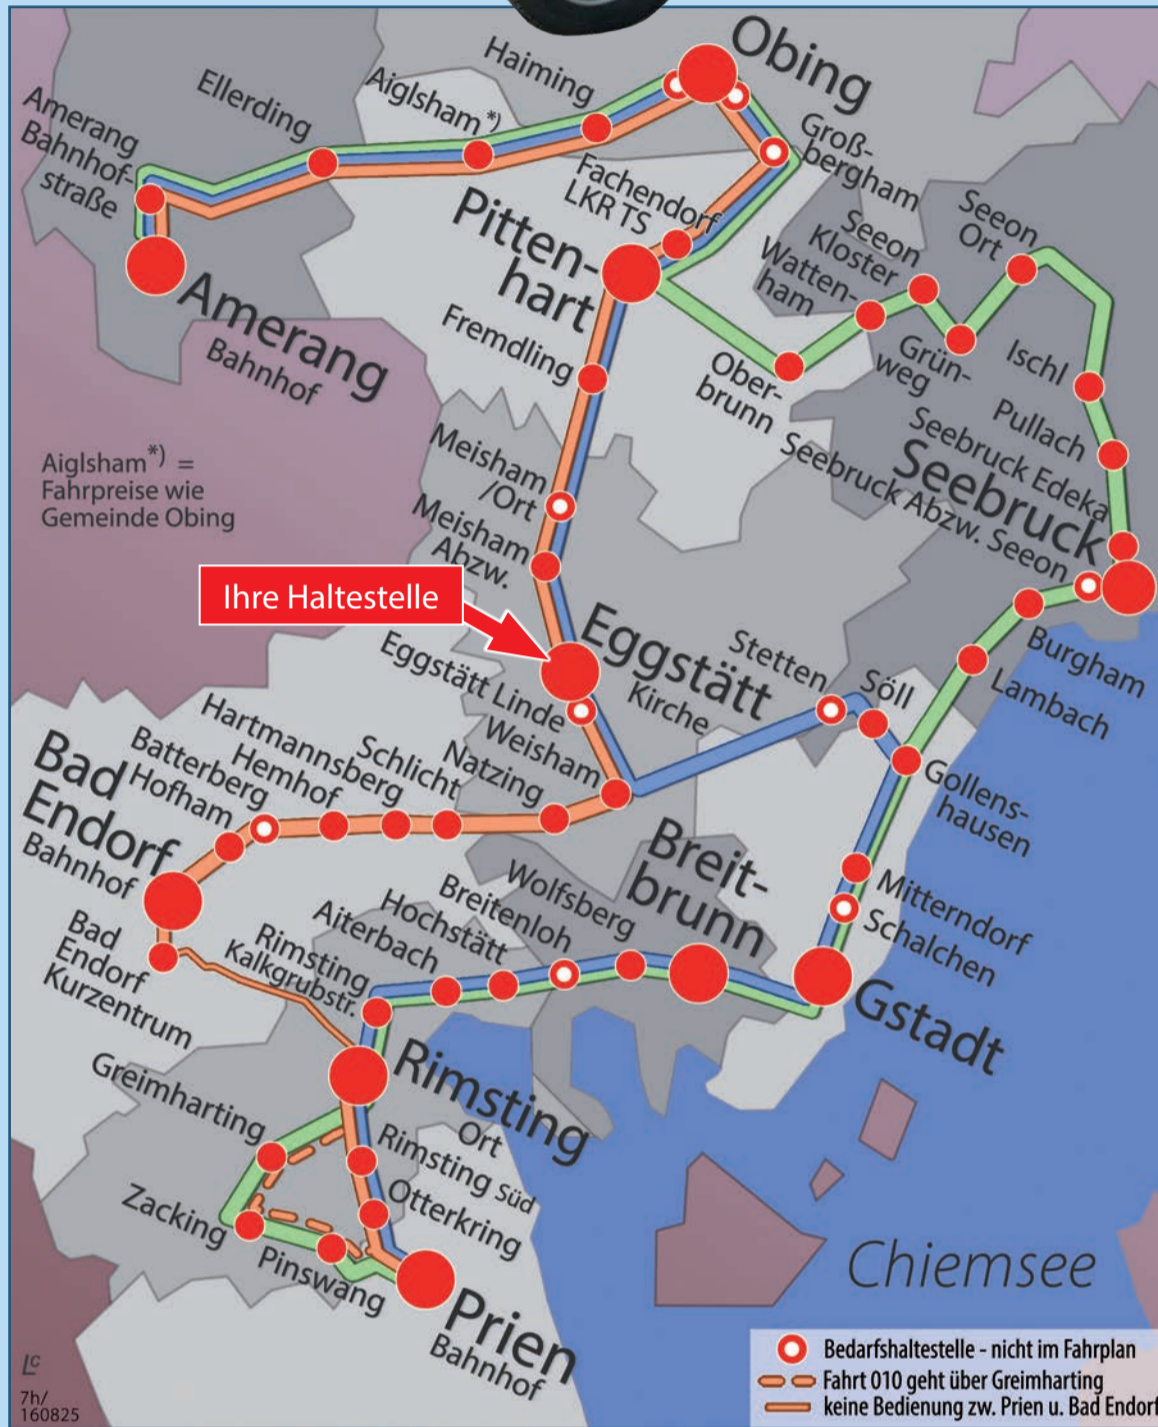 Obing
Haiming
Aiglsham*)
Ellerding
Amerang
Bahnhof-
straße
Groß-
bergham
Fachendorf
LKR TS
Pitten-
hart
Amerang
Bahnhof
Seeon
Ort
Seeon
Kloster
Watten-
ham
Grün-
weg
Ischl
Ober-
brunn
Fremdling
Pullach
Seebruck Edeka
Seebruck
Seebruck Abzw. Seeon
Aiglsham*) =
Fahrpreise wie
Gemeinde Obing
Meisham
/Ort
Meisham
Abzw.
Ihre Haltestelle
Eggstätt
Kirche
Eggstätt Linde
Weisham
Stetten
Söll
Burgham
Lambach
Gollens-
hausen
Natzing
Schlicht
Hartmannsberg
Hemhof
Batterberg
Hofham
Bad
Endorf
Bahnhof
Breit-
brunn
Mitterndorf
Schalchen
Wolfsberg
Breitenloh
Hochstätt
Aiterbach
Rimsting
Kalkgrubstr.
Bad
Endorf
Kurzentrum
Gstadt
Rimsting
Ort
Greimharting
Rimsting Süd
Otterkring
Zacking
Pinswang
Prien
Bahnhof
Chiemsee
Lc
7h/
160825
Bedarfshaltestelle - nicht im Fahrplan
Fahrt 010 geht über Greimharting
keine Bedienung zw. Prien u. Bad Endorf